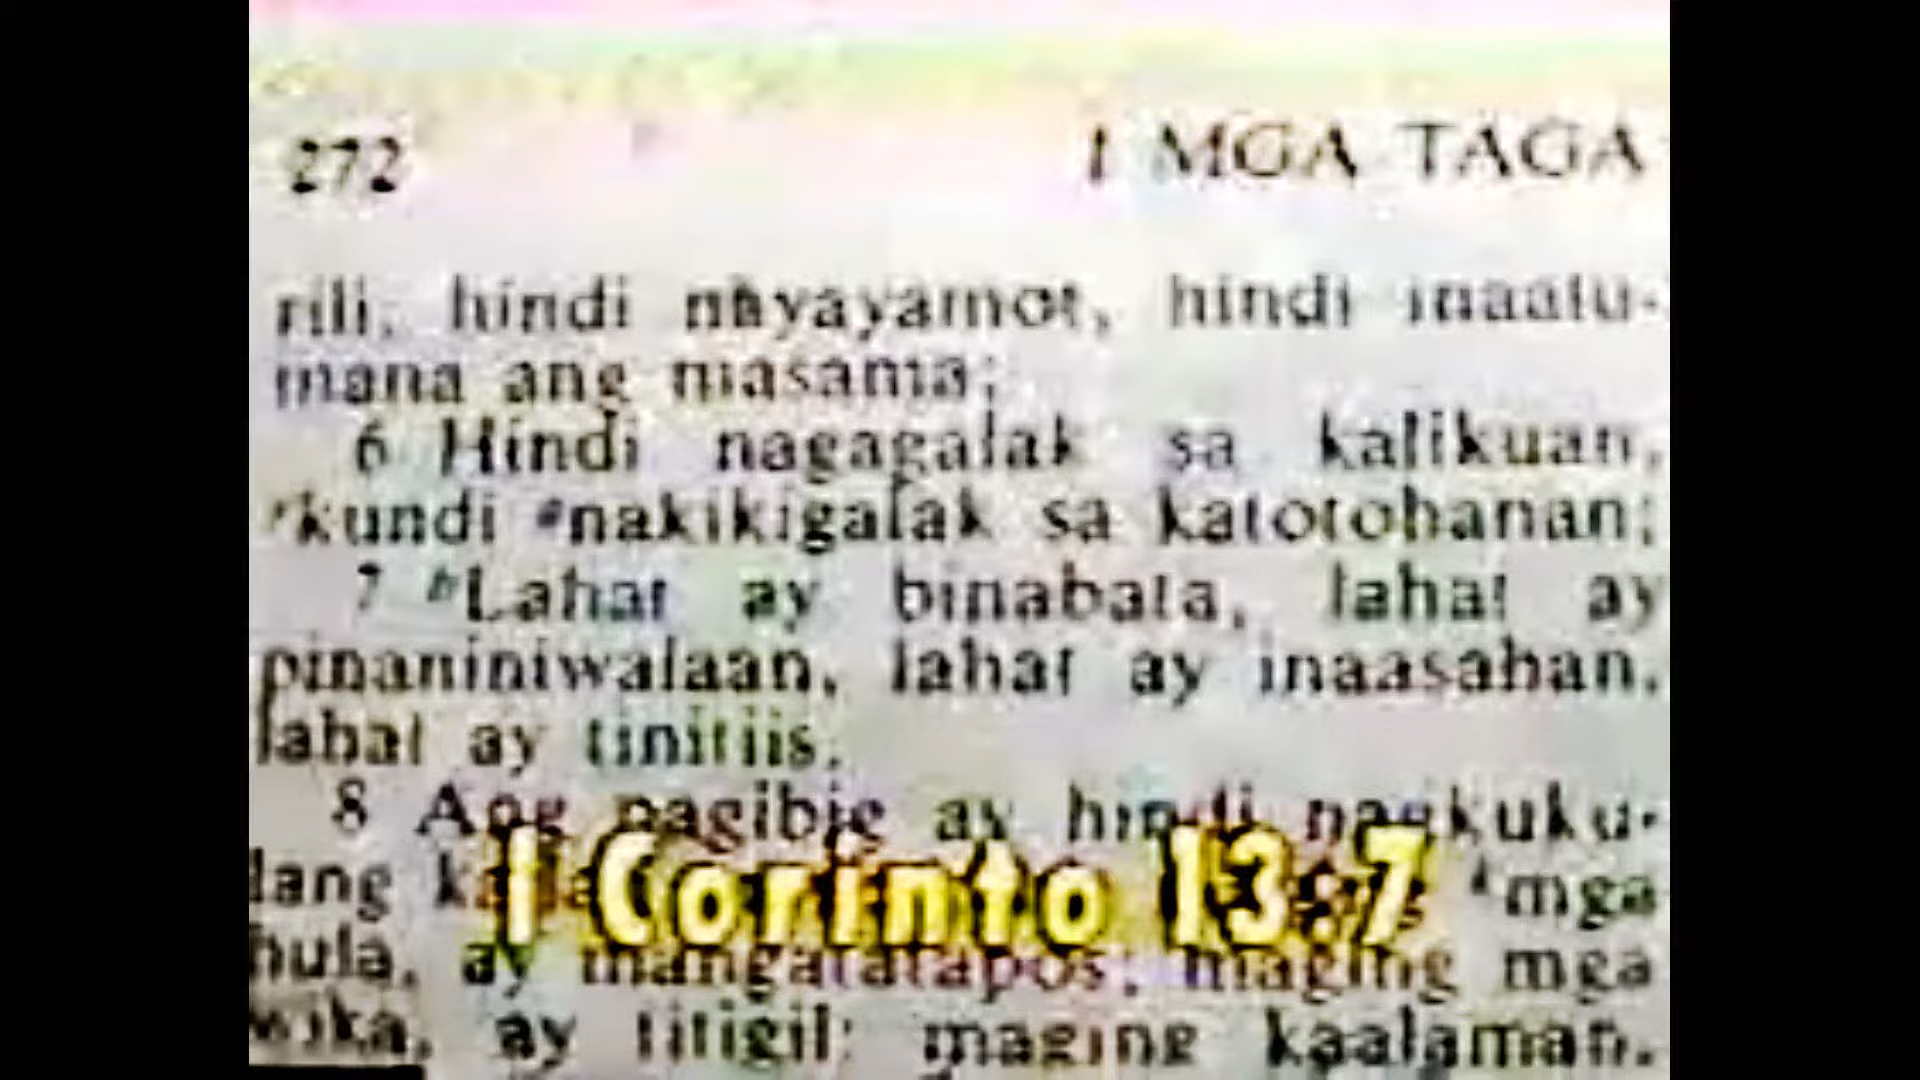 272
I MGA TAGA
rili, hindi nayayamot, hindi inaalu-
mana ang masama;
6 Hindi nagagalak sa kalikuan,
kundi nakikigalak sa katotohanan;
7 Lahat ay binabata, lahat ay
pinaniniwalaan, lahat ay inaasahan,
lahat ay tinitiis.
8 Ang pagibig ay hindi nagkuku-
lang mga
I Corinto 13:7
hula, ay mangatatapos; maging mga
wika, ay titigil: maging kaalaman,